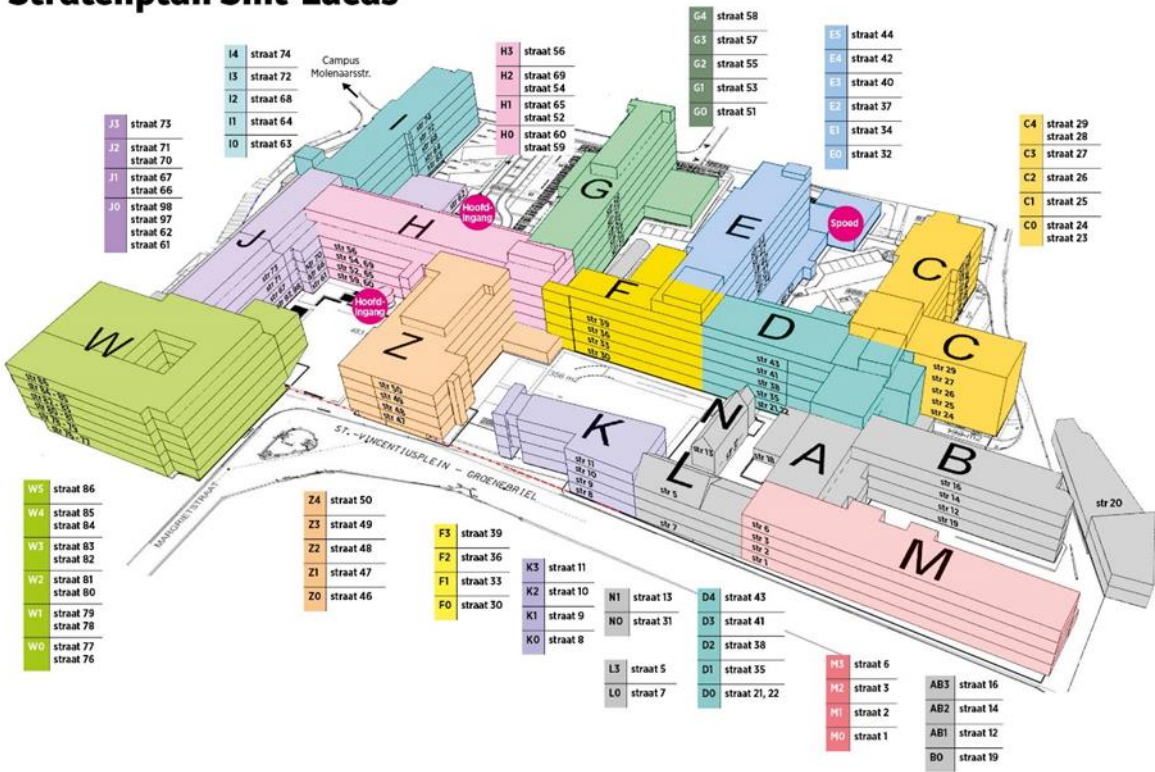 G4 straat 58
G3 straat 57
G2 straat 55
G1 straat 53
G0 straat 51
E5 straat 44
E4 straat 42
E3 straat 40
E2 straat 37
E1 straat 34
E0 straat 32
I4 straat 74
I3 straat 72
I2 straat 68
I1 straat 64
I0 straat 63
Campus
Molenaarsstr.
H3 straat 56
H2 straat 69
straat 54
H1 straat 65
straat 52
H0 straat 60
straat 59
J3 straat 73
J2 straat 71
straat 70
J1 straat 67
straat 66
J0 straat 98
straat 97
straat 62
straat 61
C4 straat 29
straat 28
C3 straat 27
C2 straat 26
C1 straat 25
C0 straat 24
straat 23
I
G
H
J
E
C
Hoofd-
ingang
Spoed
str 56
str 54, 69
str 52, 65
str 59, 60
Hoofd-
ingang
F
str 39
str 36
str 33
str 30
D
str 43
str 41
str 38
str 35
str 21, 22
C
str 29
str 27
str 26
str 25
str 24
W
Z
str 50
str 49
str 48
str 47
K
str 11
str 10
str 9
str 8
N
str 13
L
str 5
str 7
str 18
A
B
str 16
str 14
str 12
str 19
str 20
M
str 6
str 3
str 2
str 1
ST.-VINCENTIUSPLEIN - GROENEBRIEL
MARGRIETSTRAAT
W5 straat 86
W4 straat 85
straat 84
W3 straat 83
straat 82
W2 straat 81
straat 80
W1 straat 79
straat 78
W0 straat 77
straat 76
Z4 straat 50
Z3 straat 49
Z2 straat 48
Z1 straat 47
Z0 straat 46
F3 straat 39
F2 straat 36
F1 straat 33
F0 straat 30
K3 straat 11
K2 straat 10
K1 straat 9
K0 straat 8
N1 straat 13
N0 straat 31
L3 straat 5
L0 straat 7
D4 straat 43
D3 straat 41
D2 straat 38
D1 straat 35
D0 straat 21, 22
M3 straat 6
M2 straat 3
M1 straat 2
M0 straat 1
AB3 straat 16
AB2 straat 14
AB1 straat 12
B0 straat 19